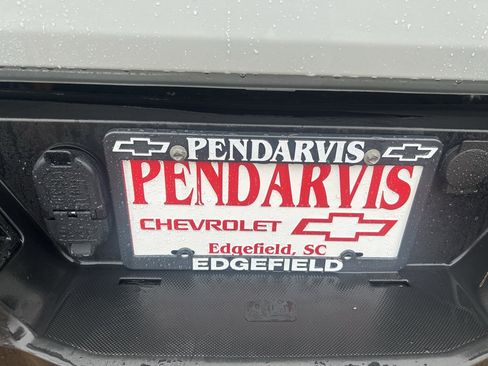 PENDARVIS
PENDARVIS
CHEVROLET
Edgefield, SC
EDGEFIELD